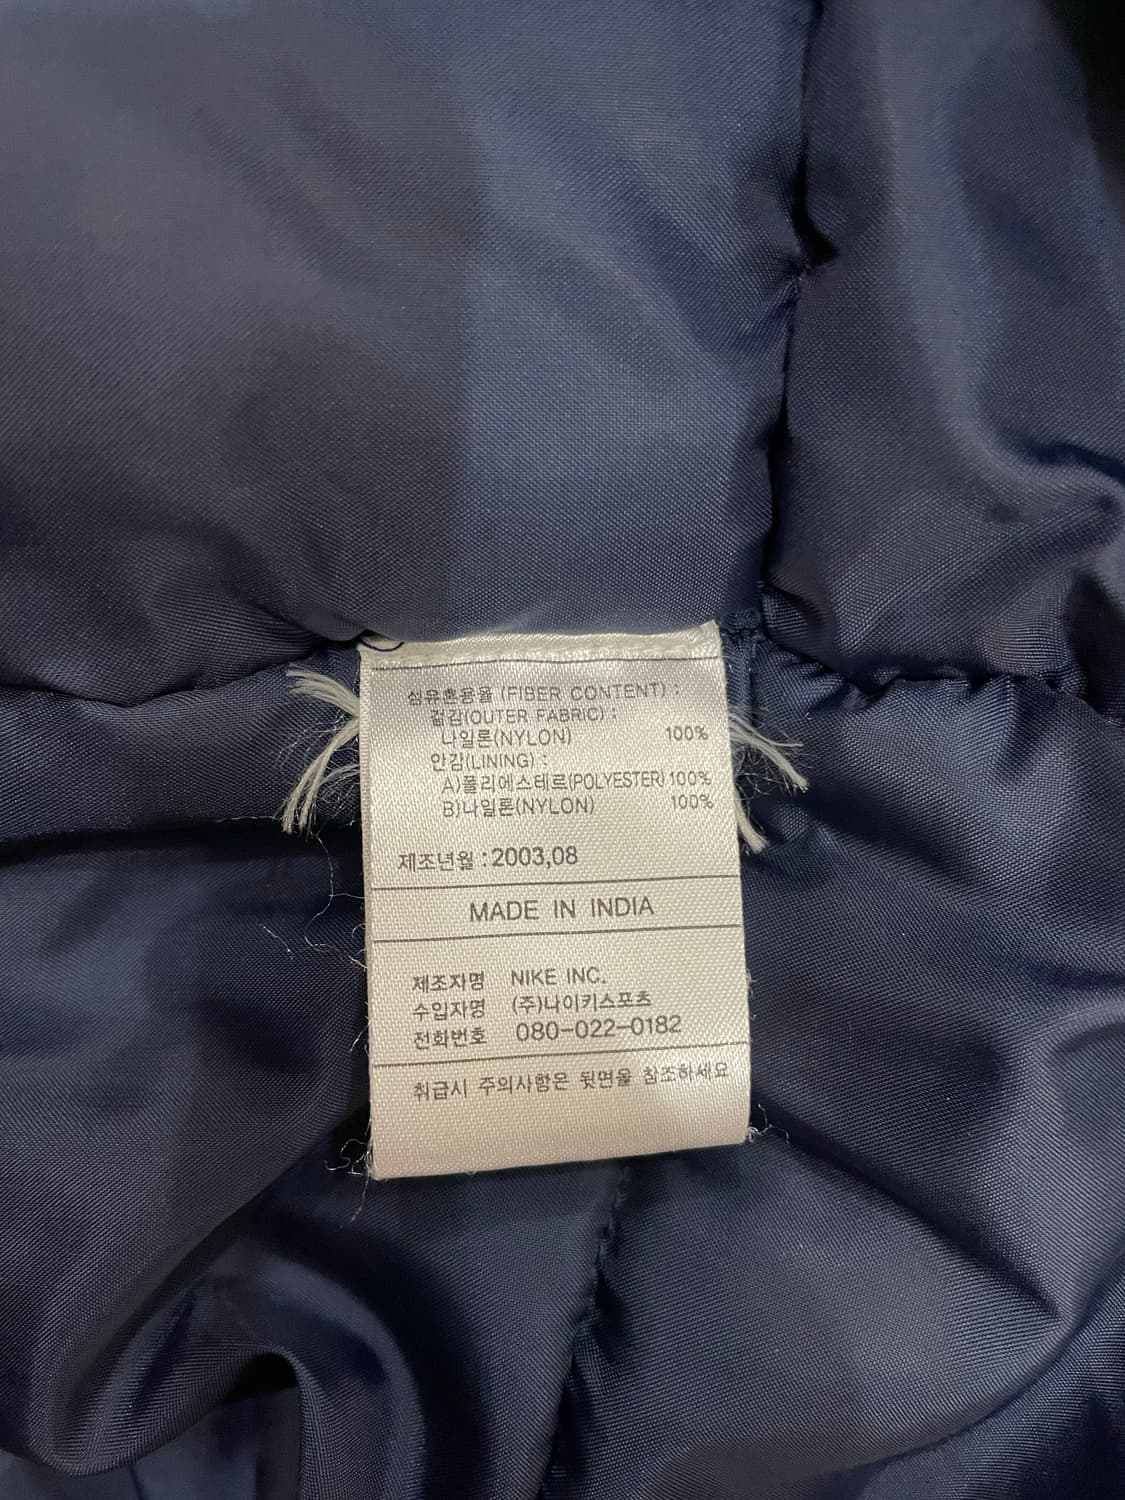 섬유혼용율 (FIBER CONTENT) :
겉감(OUTER FABRIC) :
나일론(NYLON) 100%
안감(LINING) :
A)폴리에스테르(POLYESTER) 100%
B)나일론(NYLON) 100%
제조년월 : 2003,08
MADE IN INDIA
제조자명 NIKE INC.
수입자명 (주)나이키스포츠
전화번호 080-022-0182
취급시 주의사항은 뒷면을 참조하세요